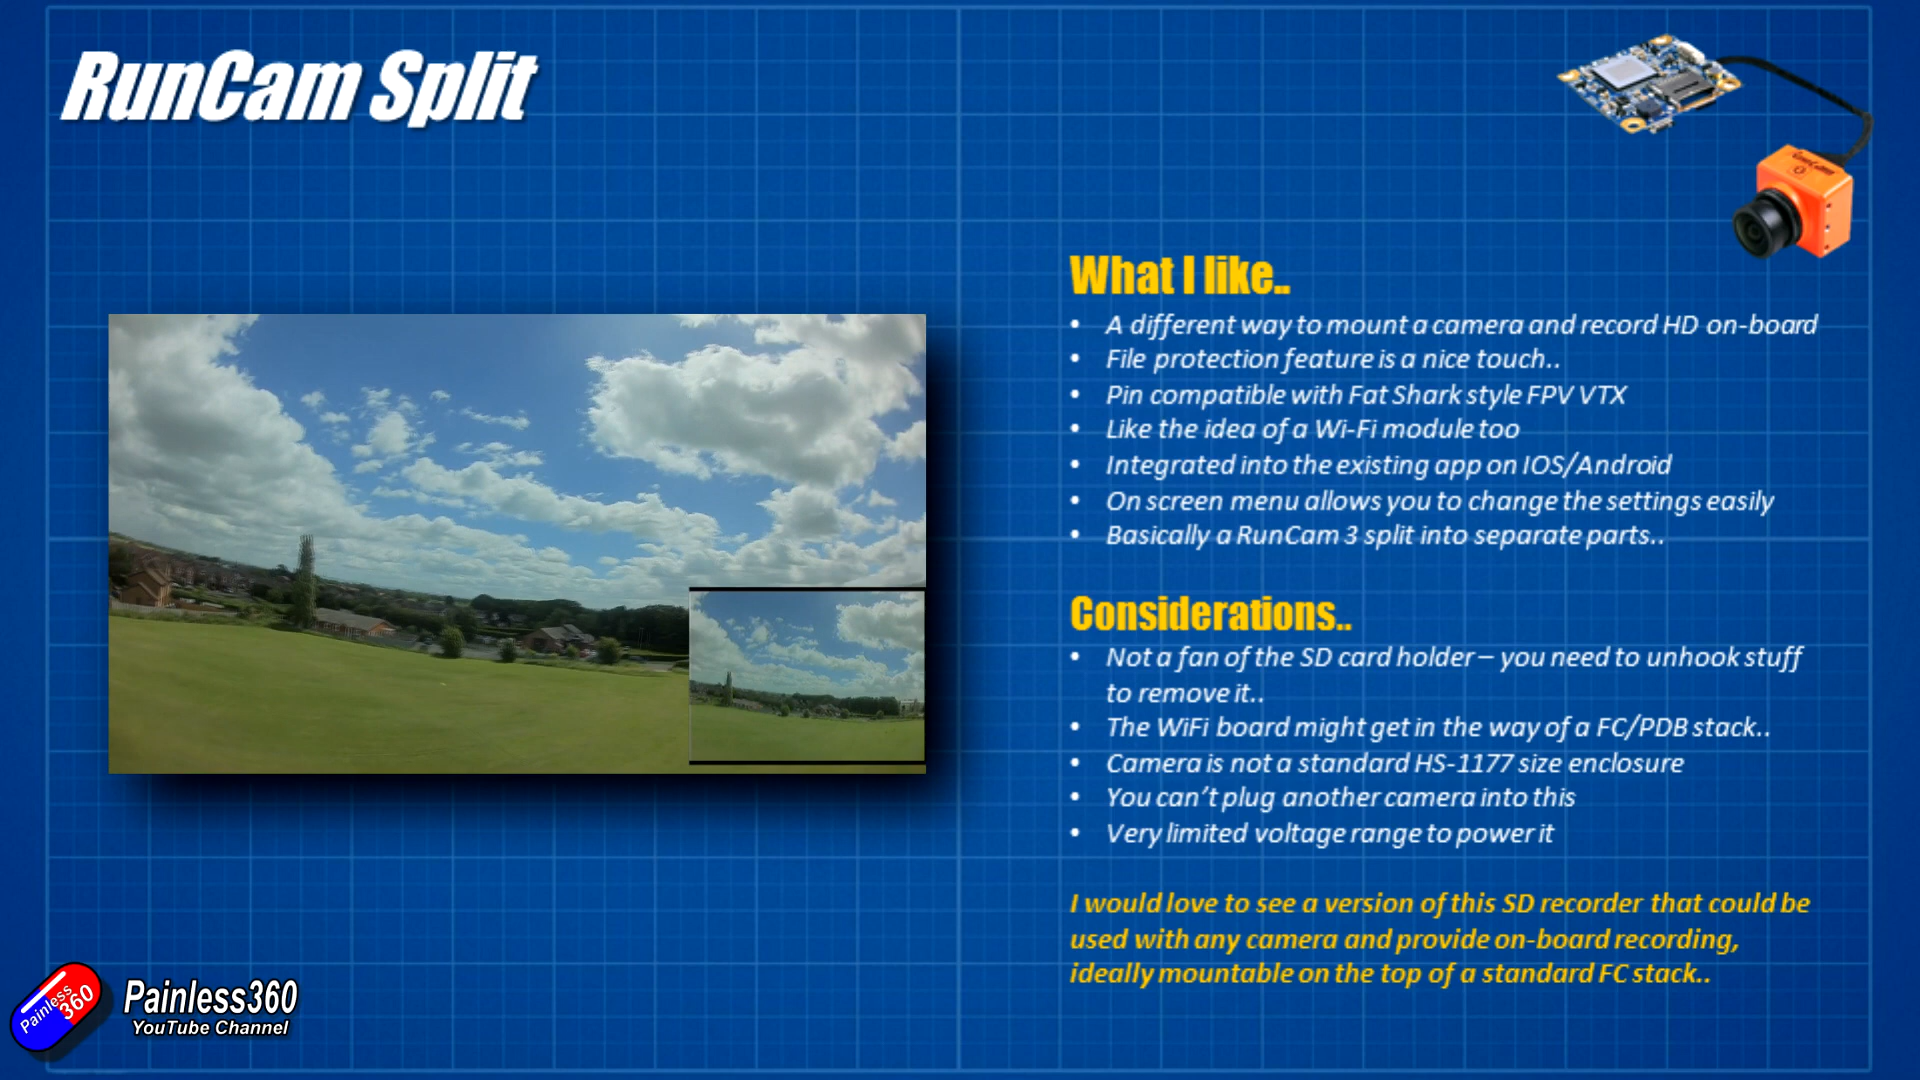 RunCam Split
What I like..
• A different way to mount a camera and record HD on-board
• File protection feature is a nice touch..
• Pin compatible with Fat Shark style FPV VTX
• Like the idea of a Wi-Fi module too
• Integrated into the existing app on IOS/Android
• On screen menu allows you to change the settings easily
• Basically a RunCam 3 split into separate parts..
Considerations..
• Not a fan of the SD card holder – you need to unhook stuff
to remove it..
• The WiFi board might get in the way of a FC/PDB stack..
• Camera is not a standard HS-1177 size enclosure
• You can't plug another camera into this
• Very limited voltage range to power it
I would love to see a version of this SD recorder that could be
used with any camera and provide on-board recording,
ideally mountable on the top of a standard FC stack..
Painless
360
Painless360
YouTube Channel